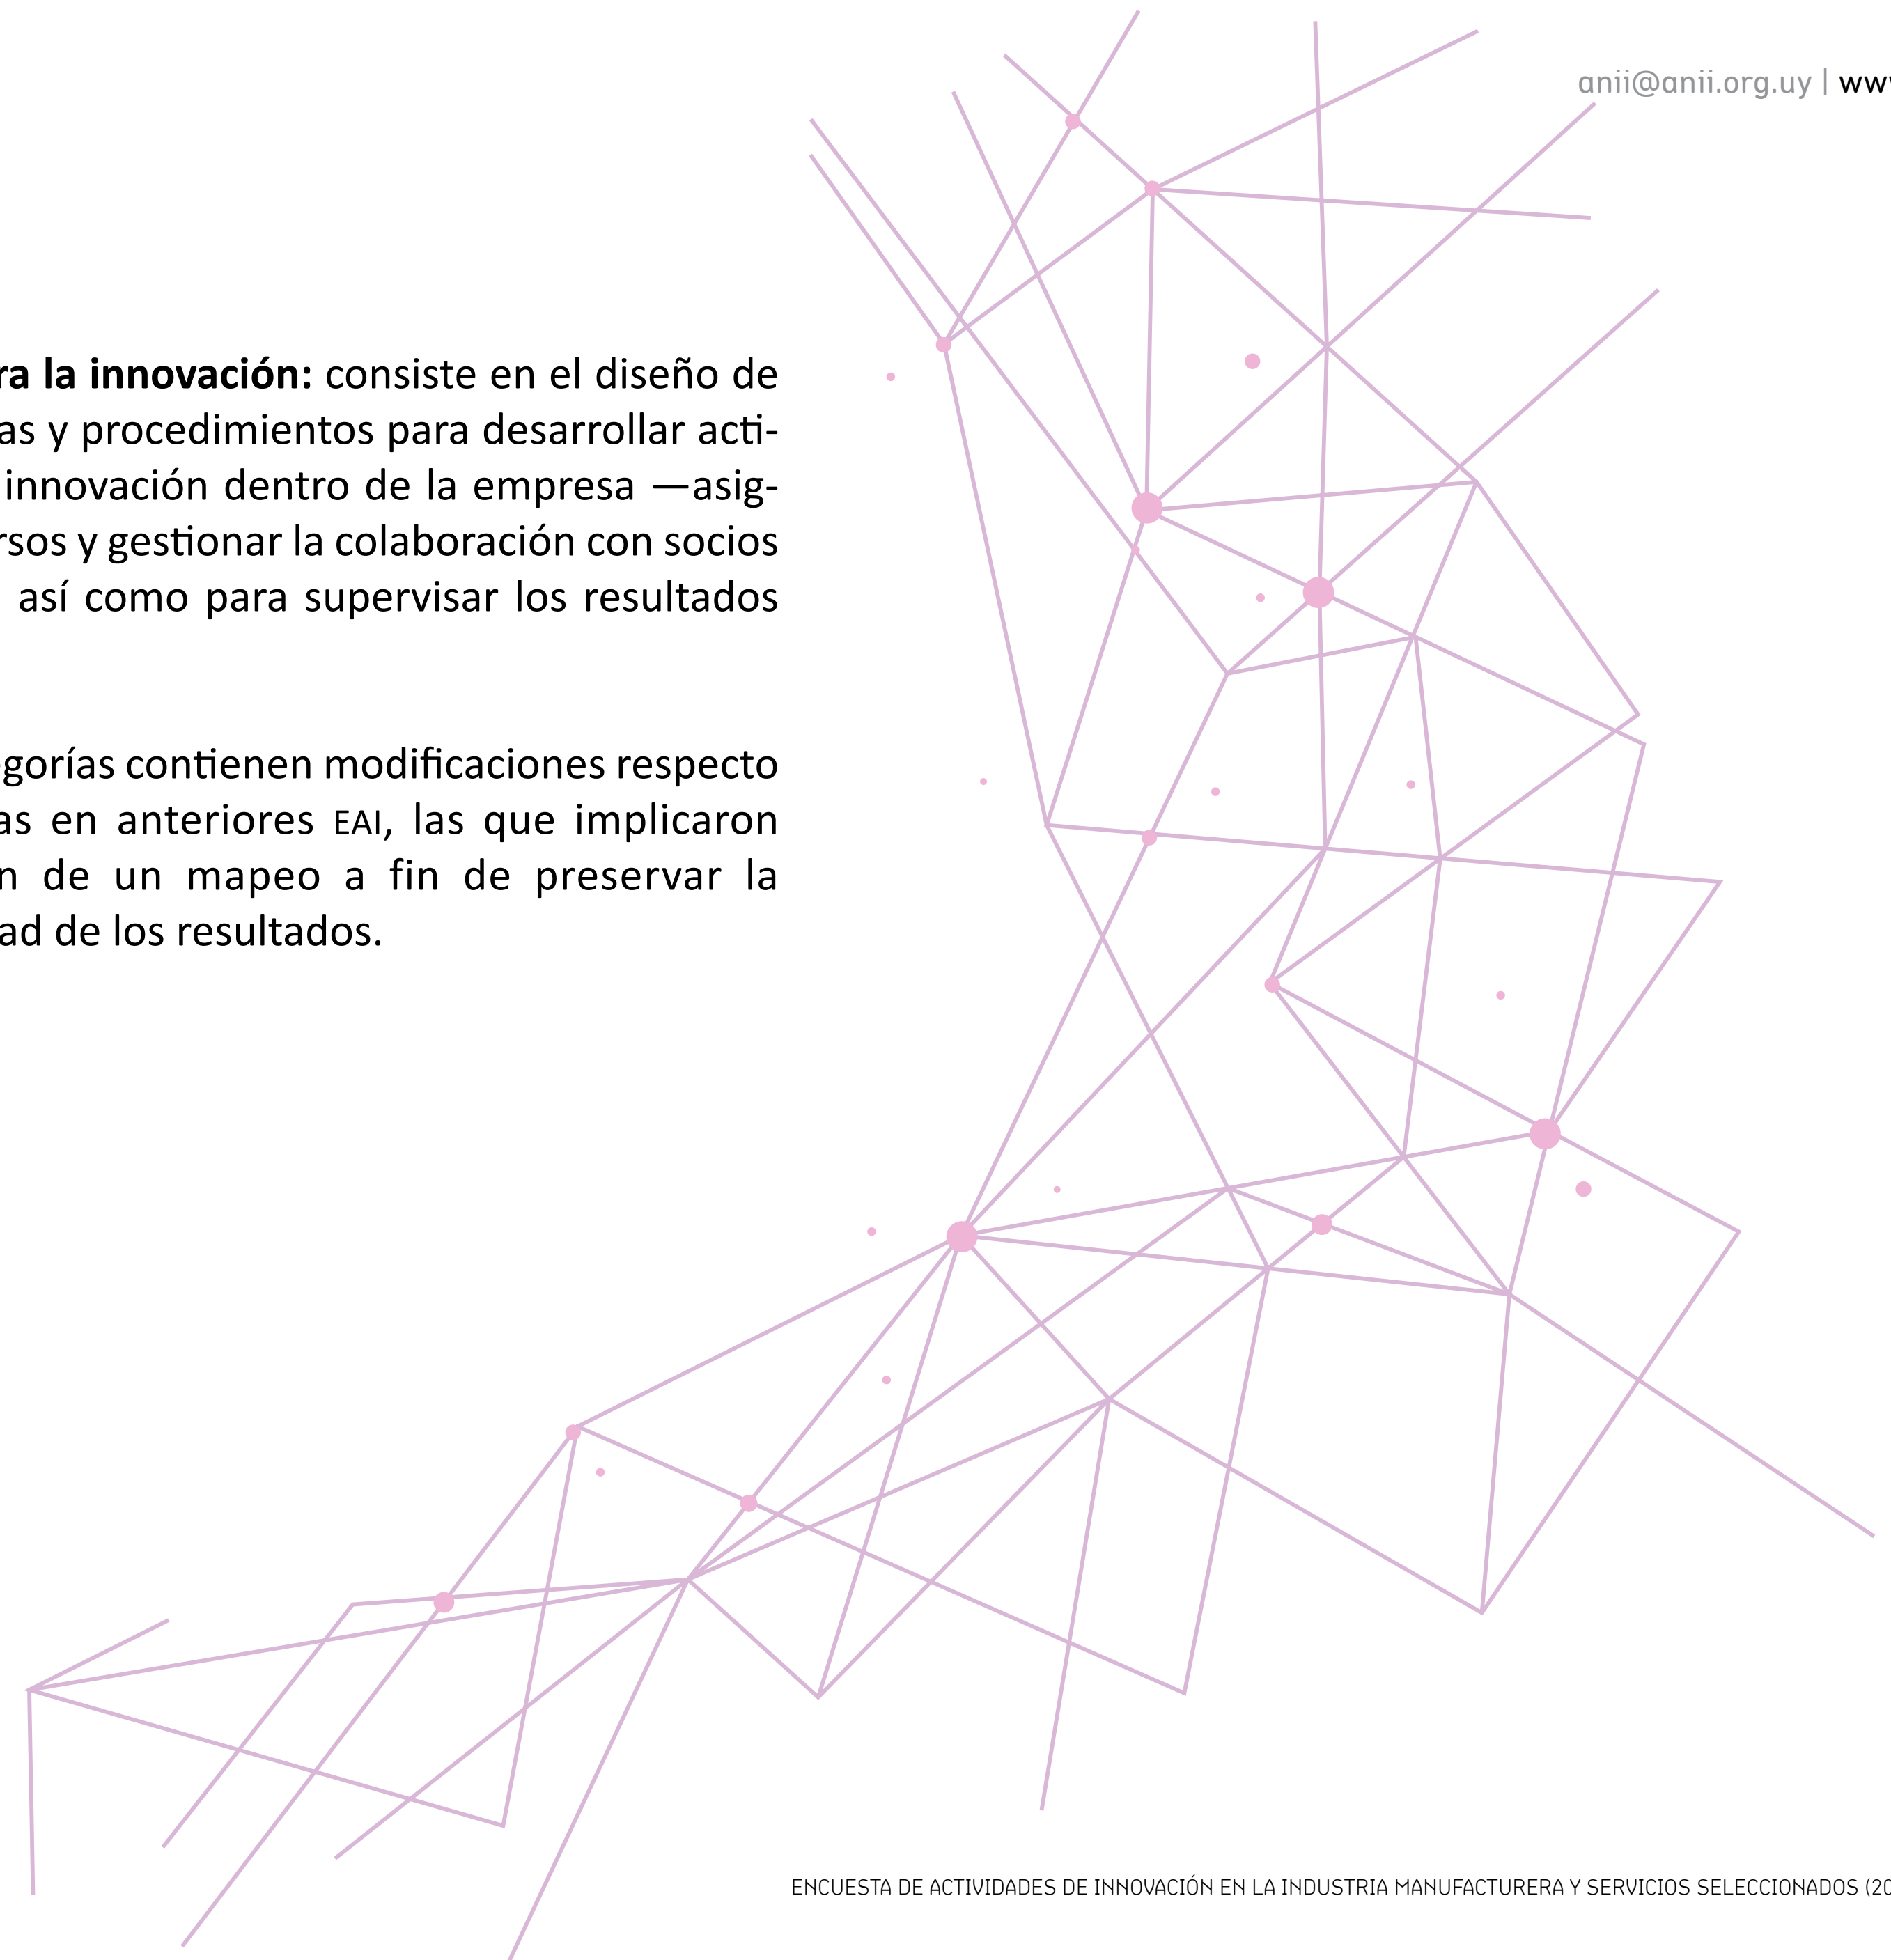 anii@anii.org.uy | www
ra la innovación: consiste en el diseño de
as y procedimientos para desarrollar acti-
innovación dentro de la empresa —asig-
rsos y gestionar la colaboración con socios
así como para supervisar los resultados
gorías contienen modificaciones respecto
as en anteriores EAI, las que implicaron
n de un mapeo a fin de preservar la
ad de los resultados.
ENCUESTA DE ACTIVIDADES DE INNOVACIÓN EN LA INDUSTRIA MANUFACTURERA Y SERVICIOS SELECCIONADOS (20